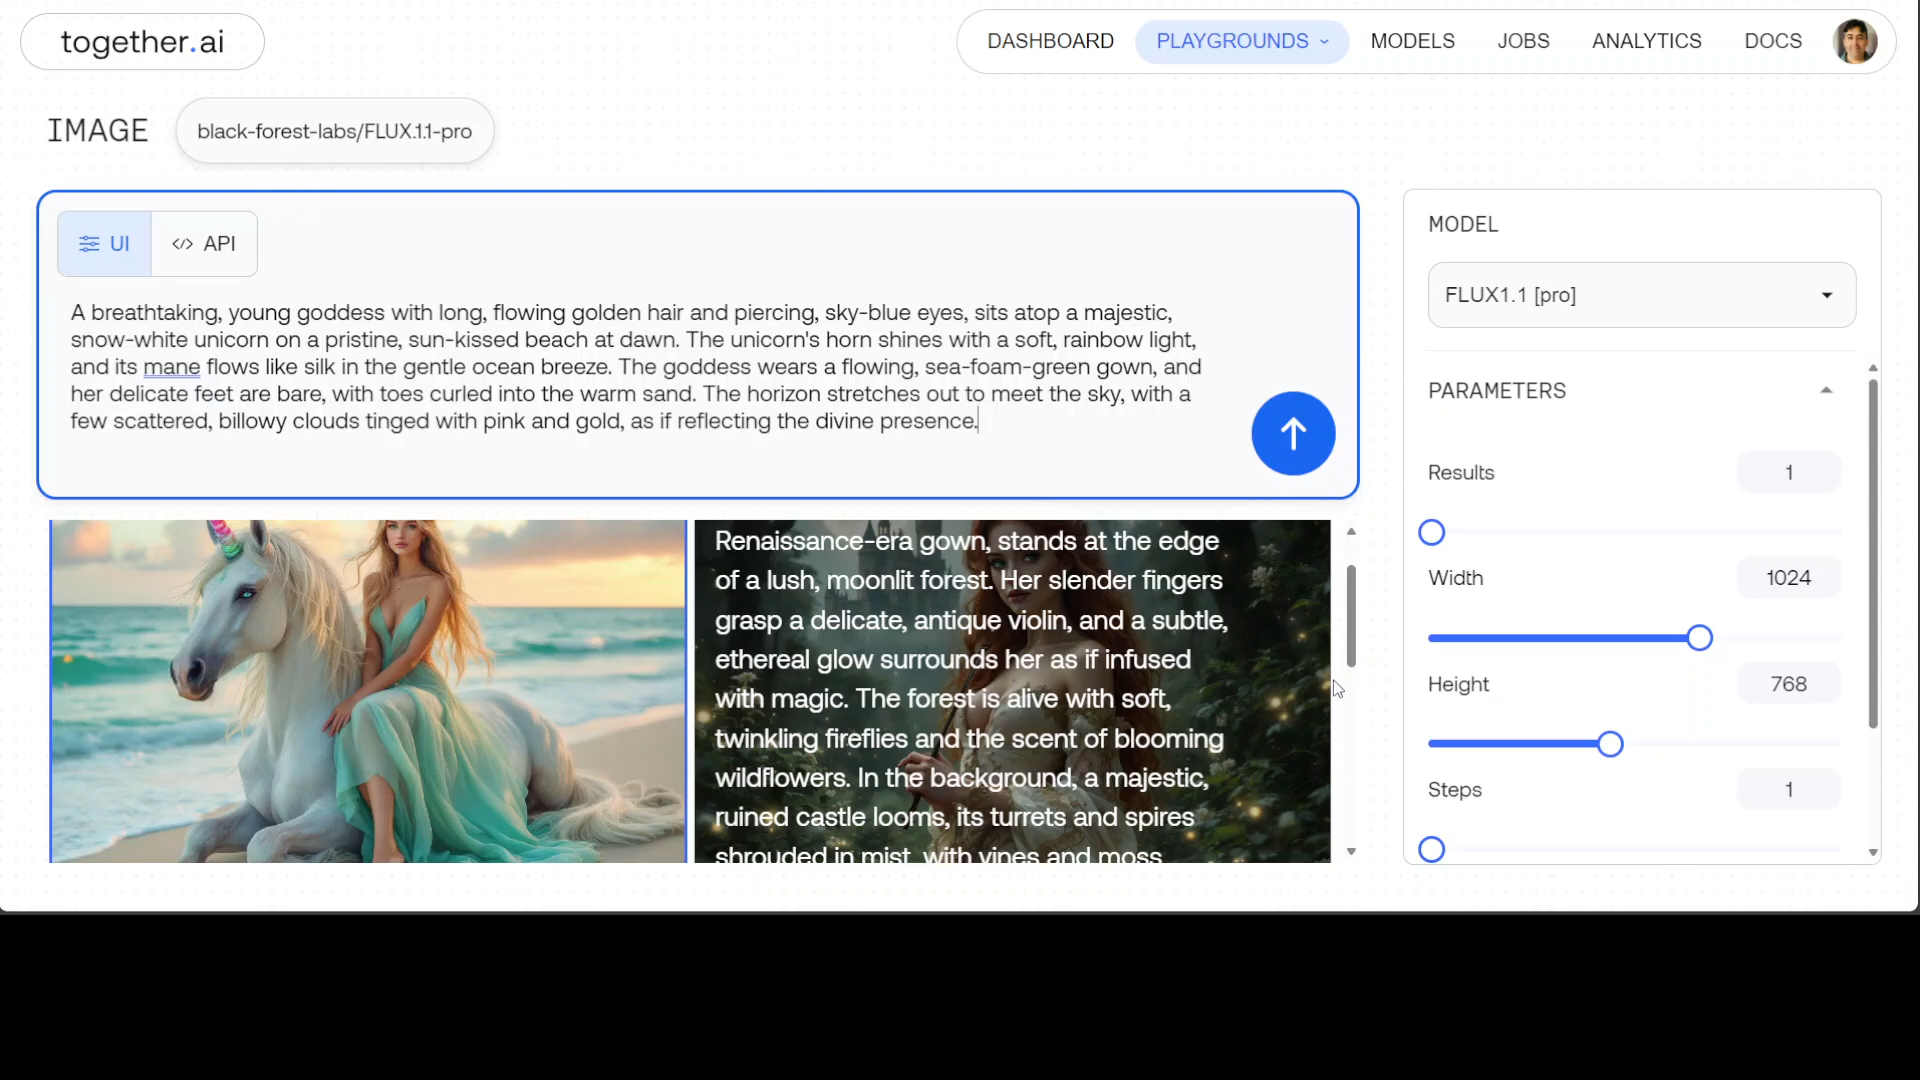 together.ai
DASHBOARD
PLAYGROUNDS
MODELS
JOBS
ANALYTICS
DOCS
IMAGE
black-forest-labs/FLUX.1.1-pro
UI
</> API
A breathtaking, young goddess with long, flowing golden hair and piercing, sky-blue eyes, sits atop a majestic,
snow-white unicorn on a pristine, sun-kissed beach at dawn. The unicorn's horn shines with a soft, rainbow light,
and its mane flows like silk in the gentle ocean breeze. The goddess wears a flowing, sea-foam-green gown, and
her delicate feet are bare, with toes curled into the warm sand. The horizon stretches out to meet the sky, with a
few scattered, billowy clouds tinged with pink and gold, as if reflecting the divine presence.
Renaissance-era gown, stands at the edge
of a lush, moonlit forest. Her slender fingers
grasp a delicate, antique violin, and a subtle,
ethereal glow surrounds her as if infused
with magic. The forest is alive with soft,
twinkling fireflies and the scent of blooming
wildflowers. In the background, a majestic,
ruined castle looms, its turrets and spires
shrouded in mist, with vines and moss
MODEL
FLUX1.1 [pro]
PARAMETERS
Results 1
Width 1024
Height 768
Steps 1